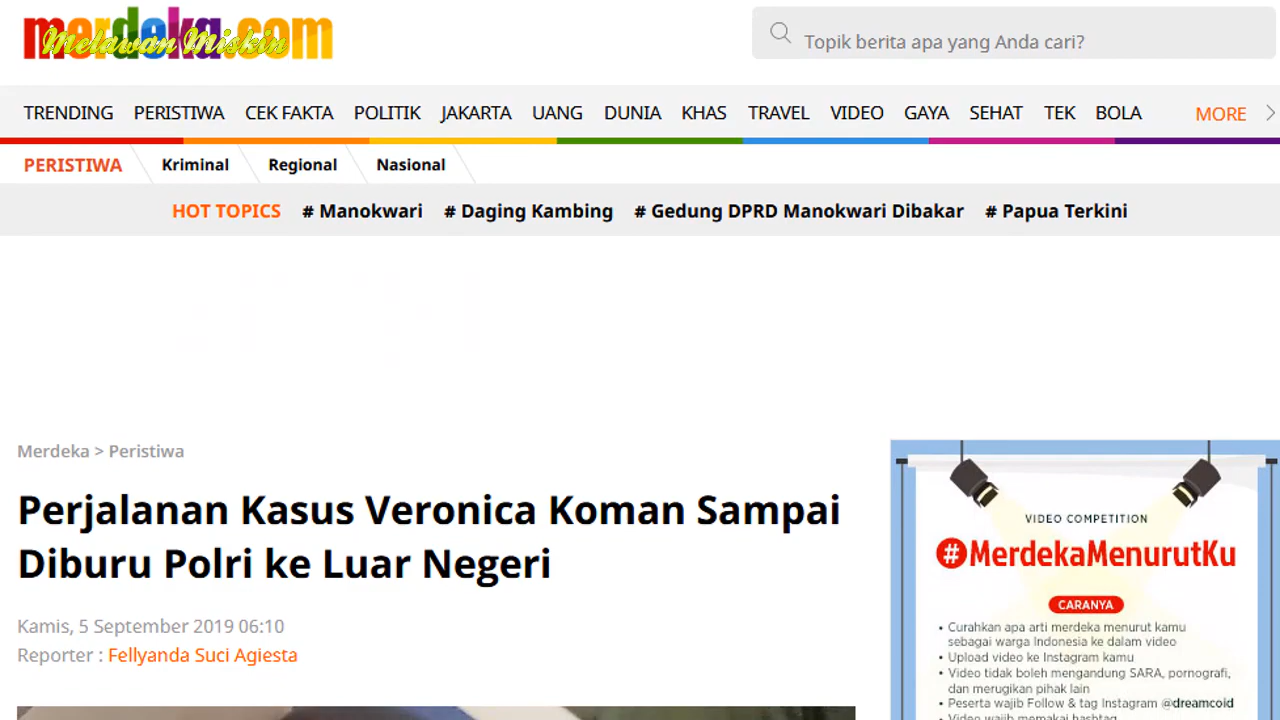 merdeka.com
Melawan Miskin
Topik berita apa yang Anda cari?
TRENDING PERISTIWA CEK FAKTA POLITIK JAKARTA UANG DUNIA KHAS TRAVEL VIDEO GAYA SEHAT TEK BOLA MORE
PERISTIWA Kriminal Regional Nasional
HOT TOPICS # Manokwari # Daging Kambing # Gedung DPRD Manokwari Dibakar # Papua Terkini
Merdeka > Peristiwa
Perjalanan Kasus Veronica Koman Sampai
Diburu Polri ke Luar Negeri
Kamis, 5 September 2019 06:10
Reporter : Fellyanda Suci Agiesta
VIDEO COMPETITION
#MerdekaMenurutKu
CARANYA
• Curahkan apa arti merdeka menurut kamu
sebagai warga Indonesia ke dalam video
• Upload video ke Instagram kamu
• Video tidak boleh mengandung SARA, pornografi,
dan merugikan pihak lain
• Peserta wajib Follow & tag Instagram @dreamcoid
• Video wajib memakai hashtag